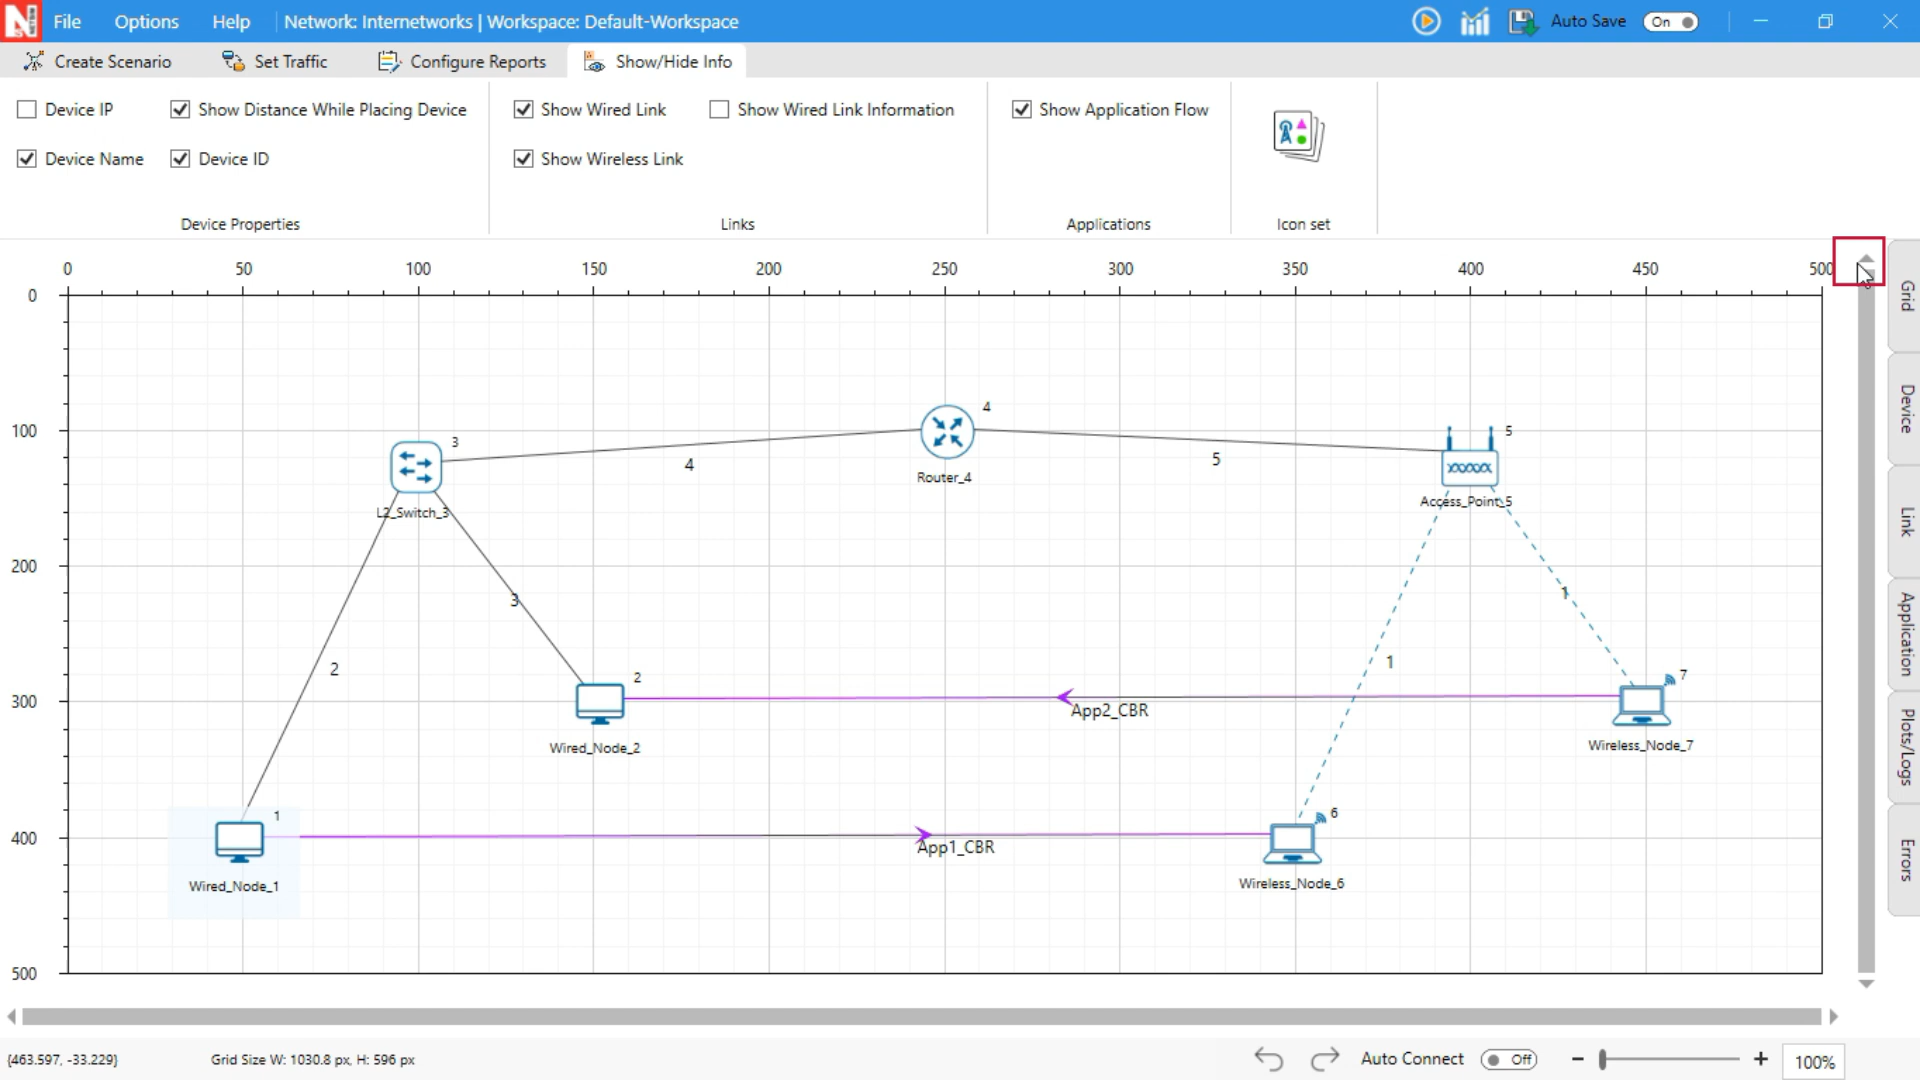 File Options Help Network: Internetworks | Workspace: Default-Workspace Auto Save On
Create Scenario Set Traffic Configure Reports Show/Hide Info
Device IP Show Distance While Placing Device Show Wired Link Show Wired Link Information Show Application Flow
Device Name Device ID Show Wireless Link
Device Properties Links Applications Icon set
0 50 100 150 200 250 300 350 400 450 500
0
100
200
300
400
500
3
L2_Switch_3
4
Router_4
5
Access_Point_5
4
5
2
3
1
1
2
Wired_Node_2
App2_CBR
7
Wireless_Node_7
1
Wired_Node_1
App1_CBR
6
Wireless_Node_6
Grid
Device
Link
Application
Plots/Logs
Errors
{463.597, -33.229} Grid Size W: 1030.8 px, H: 596 px Auto Connect Off − + 100%